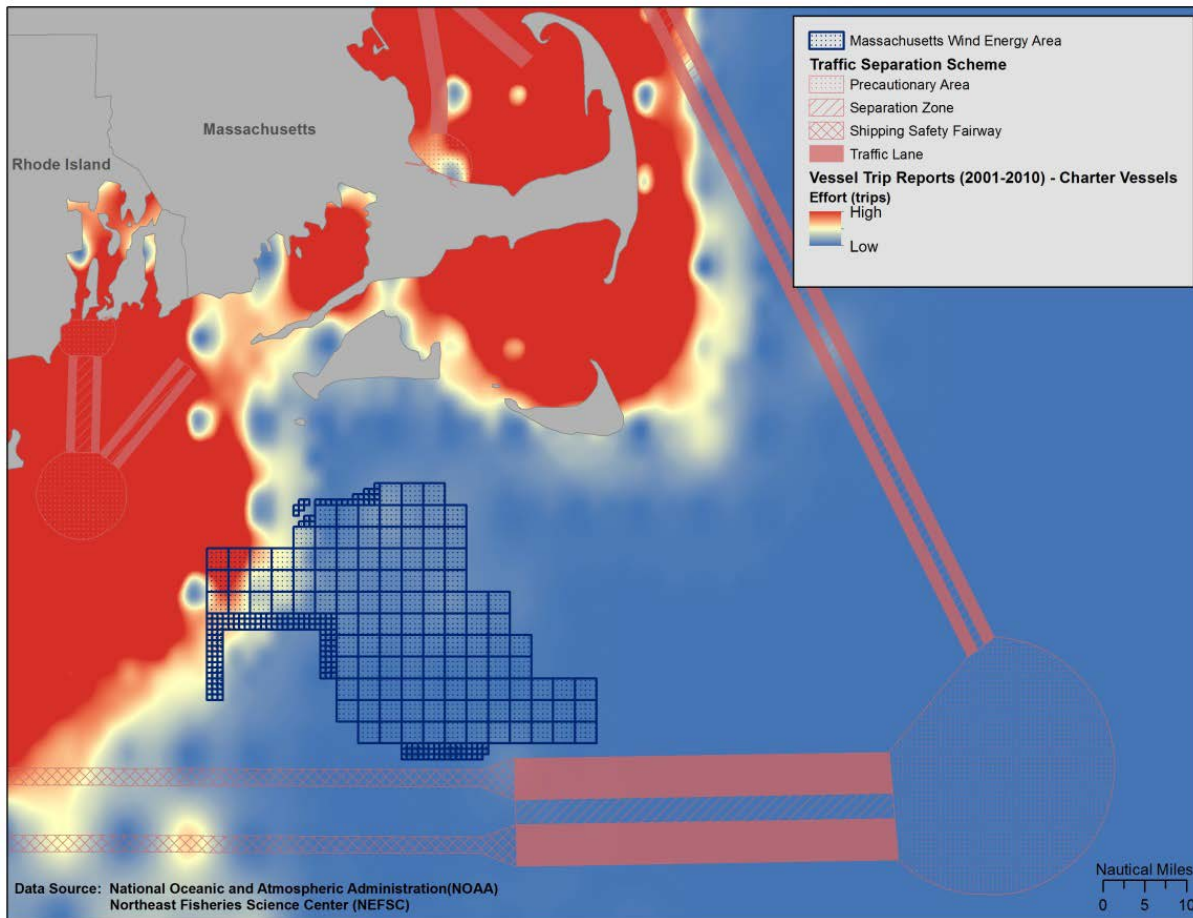 Massachusetts
Rhode Island
Massachusetts Wind Energy Area
Traffic Separation Scheme
Precautionary Area
Separation Zone
Shipping Safety Fairway
Traffic Lane
Vessel Trip Reports (2001-2010) - Charter Vessels
Effort (trips)
High
Low
Data Source: National Oceanic and Atmospheric Administration(NOAA)
Northeast Fisheries Science Center (NEFSC)
Nautical Miles
0 5 10